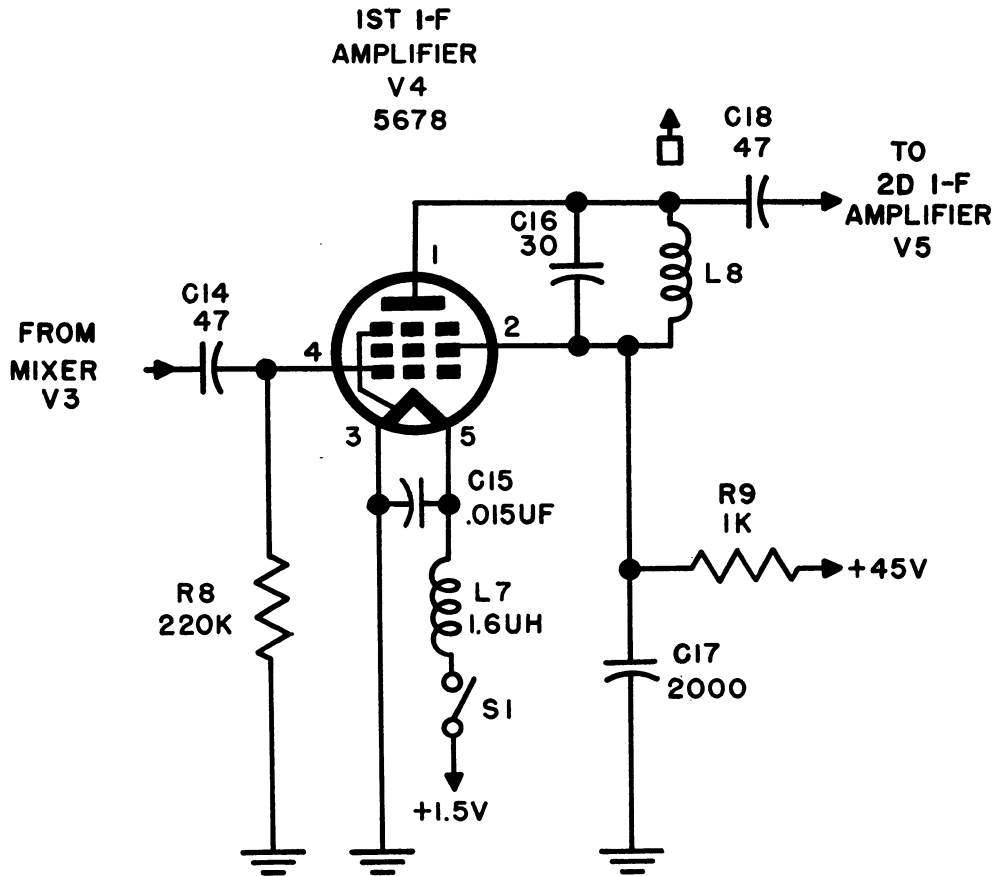 1ST I-F
AMPLIFIER
V4
5678
C18
47
TO
2D I-F
AMPLIFIER
V5
C16
30
L8
1
C14
47
FROM
MIXER
V3
4
2
3
5
C15
.015UF
R9
1K
+45V
L7
1.6UH
R8
220K
C17
2000
S1
+1.5V